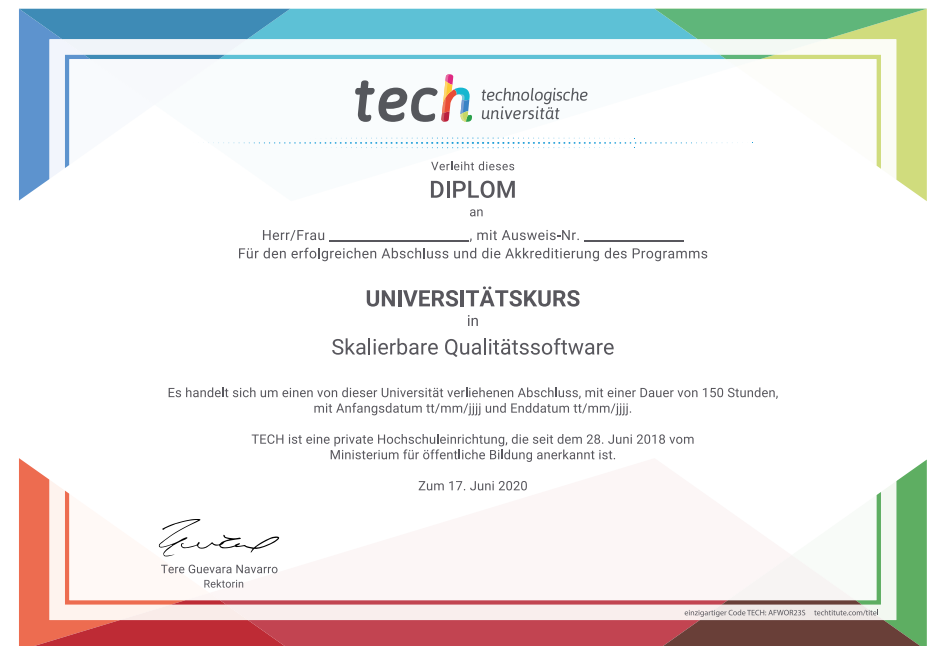 tech technologische
universität
Verleiht dieses
DIPLOM
an
Herr/Frau ____________, mit Ausweis-Nr. ____________
Für den erfolgreichen Abschluss und die Akkreditierung des Programms
UNIVERSITÄTSKURS
in
Skalierbare Qualitätssoftware
Es handelt sich um einen von dieser Universität verliehenen Abschluss, mit einer Dauer von 150 Stunden,
mit Anfangsdatum tt/mm/jjjj und Enddatum tt/mm/jjjj.
TECH ist eine private Hochschuleinrichtung, die seit dem 28. Juni 2018 vom
Ministerium für öffentliche Bildung anerkannt ist.
Zum 17. Juni 2020
Tere Guevara Navarro
Rektorin
einzigartiger Code TECH: AFWOR23S techtitute.com/titel